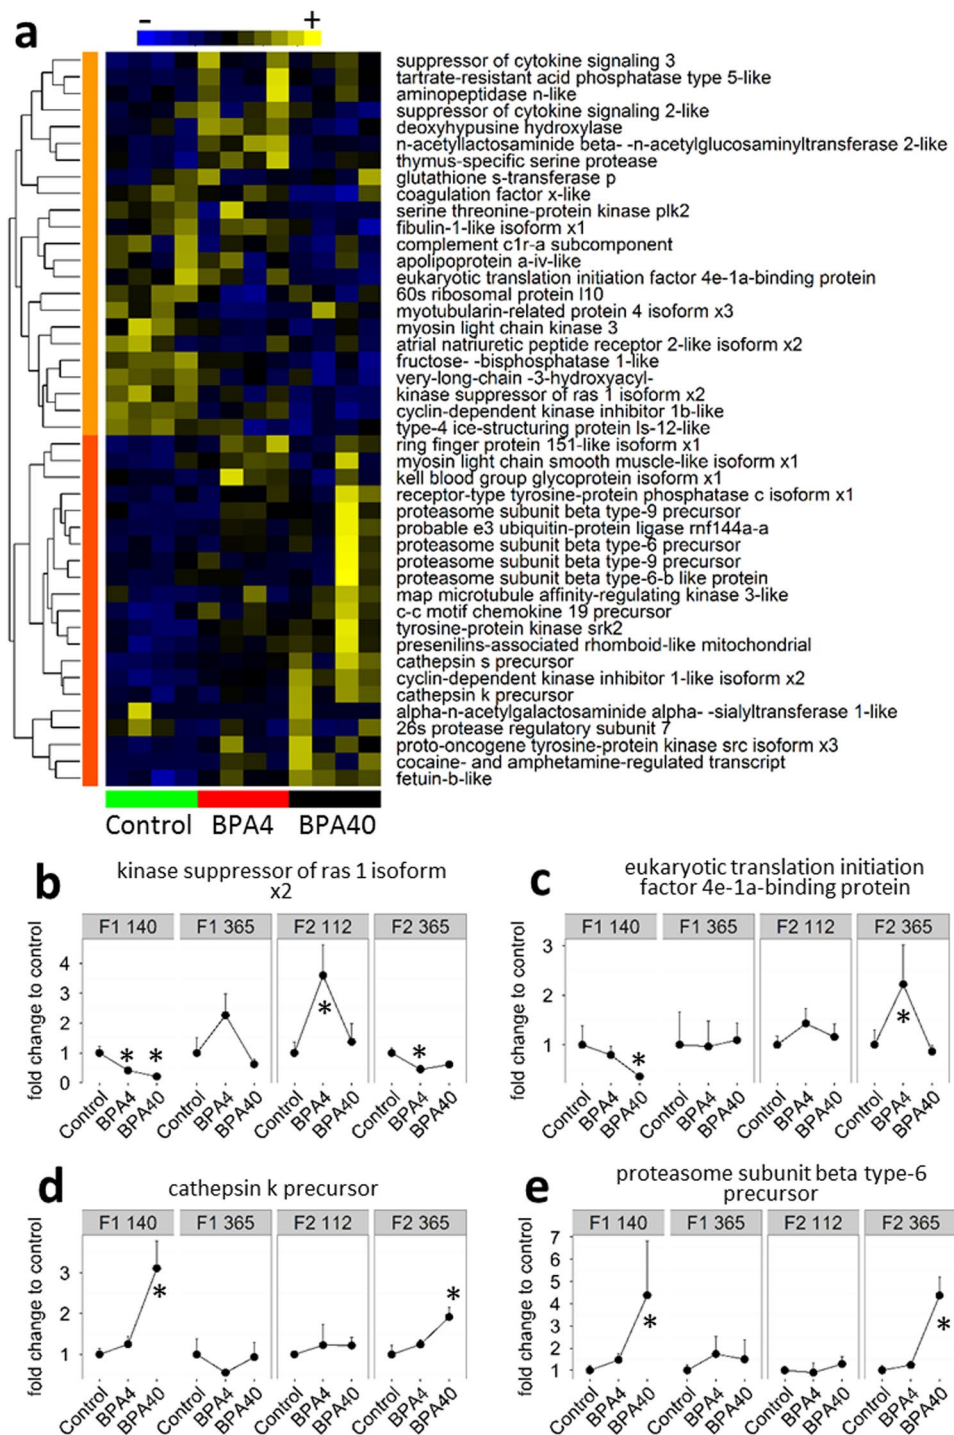 a
- +
suppressor of cytokine signaling 3
tartrate-resistant acid phosphatase type 5-like
aminopeptidase n-like
suppressor of cytokine signaling 2-like
deoxyhypusine hydroxylase
n-acetyllactosaminide beta- -n-acetylglucosaminyltransferase 2-like
thymus-specific serine protease
glutathione s-transferase p
coagulation factor x-like
serine threonine-protein kinase plk2
fibulin-1-like isoform x1
complement c1r-a subcomponent
apolipoprotein a-iv-like
eukaryotic translation initiation factor 4e-1a-binding protein
60s ribosomal protein l10
myotubularin-related protein 4 isoform x3
myosin light chain kinase 3
atrial natriuretic peptide receptor 2-like isoform x2
fructose- -bisphosphatase 1-like
very-long-chain -3-hydroxyacyl-
kinase suppressor of ras 1 isoform x2
cyclin-dependent kinase inhibitor 1b-like
type-4 ice-structuring protein ls-12-like
ring finger protein 151-like isoform x1
myosin light chain smooth muscle-like isoform x1
kell blood group glycoprotein isoform x1
receptor-type tyrosine-protein phosphatase c isoform x1
proteasome subunit beta type-9 precursor
probable e3 ubiquitin-protein ligase rnf144a-a
proteasome subunit beta type-6 precursor
proteasome subunit beta type-9 precursor
proteasome subunit beta type-6-b like protein
map microtubule affinity-regulating kinase 3-like
c-c motif chemokine 19 precursor
tyrosine-protein kinase srk2
presenilins-associated rhomboid-like mitochondrial
cathepsin s precursor
cyclin-dependent kinase inhibitor 1-like isoform x2
cathepsin k precursor
alpha-n-acetylgalactosaminide alpha- -sialyltransferase 1-like
26s protease regulatory subunit 7
proto-oncogene tyrosine-protein kinase src isoform x3
cocaine- and amphetamine-regulated transcript
fetuin-b-like
Control BPA4 BPA40
b
kinase suppressor of ras 1 isoform
x2
F1 140 F1 365 F2 112 F2 365
fold change to control
4
3
2
1
0
* * * *
Control BPA4 BPA40 Control BPA4 BPA40 Control BPA4 BPA40 Control BPA4 BPA40
c
eukaryotic translation initiation
factor 4e-1a-binding protein
F1 140 F1 365 F2 112 F2 365
fold change to control
3
2
1
* *
Control BPA4 BPA40 Control BPA4 BPA40 Control BPA4 BPA40 Control BPA4 BPA40
d
cathepsin k precursor
F1 140 F1 365 F2 112 F2 365
fold change to control
3
2
1
* *
Control BPA4 BPA40 Control BPA4 BPA40 Control BPA4 BPA40 Control BPA4 BPA40
e
proteasome subunit beta type-6
precursor
F1 140 F1 365 F2 112 F2 365
fold change to control
7
6
5
4
3
2
1
* *
Control BPA4 BPA40 Control BPA4 BPA40 Control BPA4 BPA40 Control BPA4 BPA40